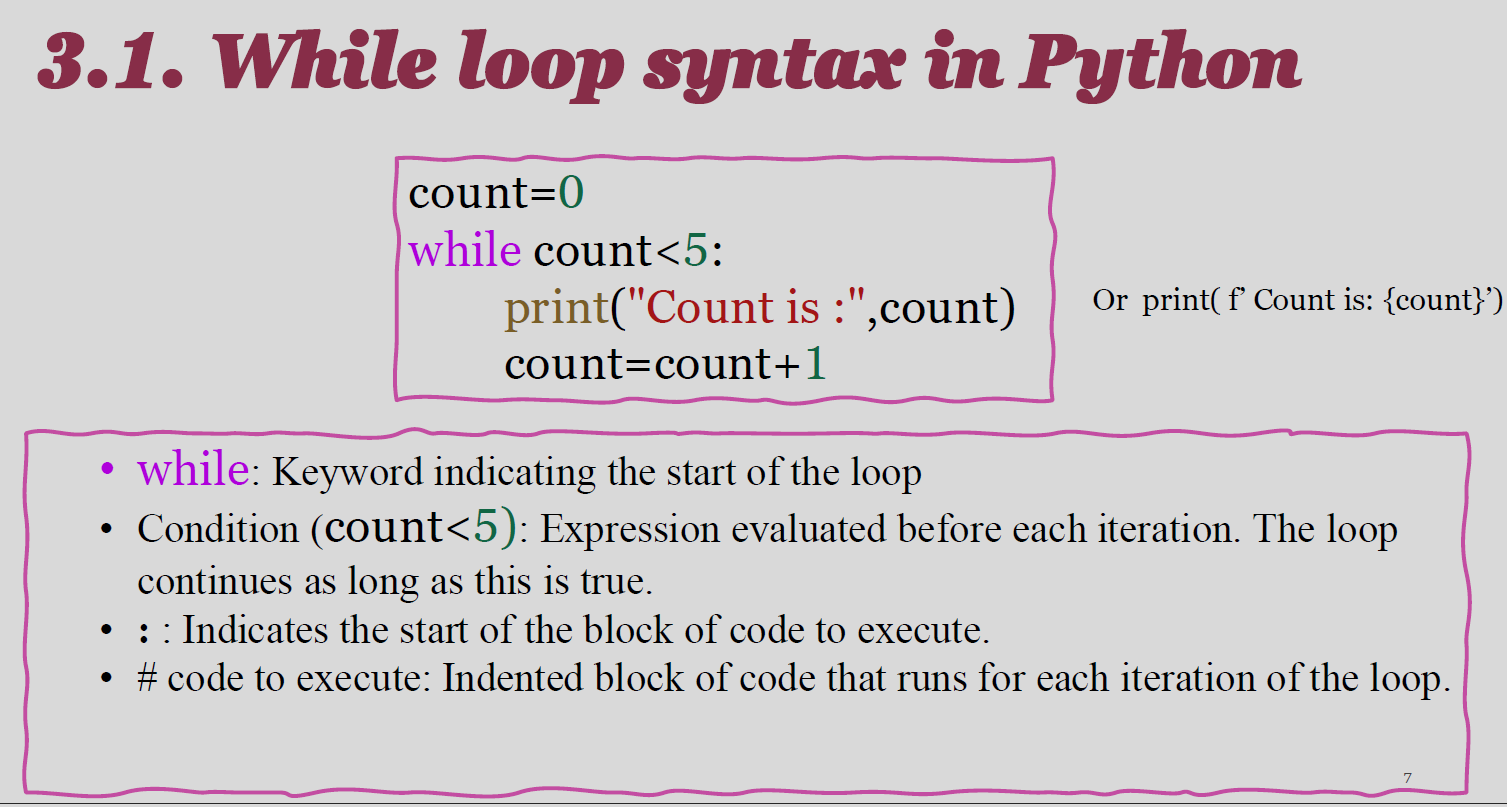 3.1. While loop syntax in Python
count=0
while count<5:
print("Count is :",count)
Or print( f’ Count is: {count}’)
count=count+1
• while: Keyword indicating the start of the loop
• Condition (count<5): Expression evaluated before each iteration. The loop
continues as long as this is true.
• : : Indicates the start of the block of code to execute.
• # code to execute: Indented block of code that runs for each iteration of the loop.
7